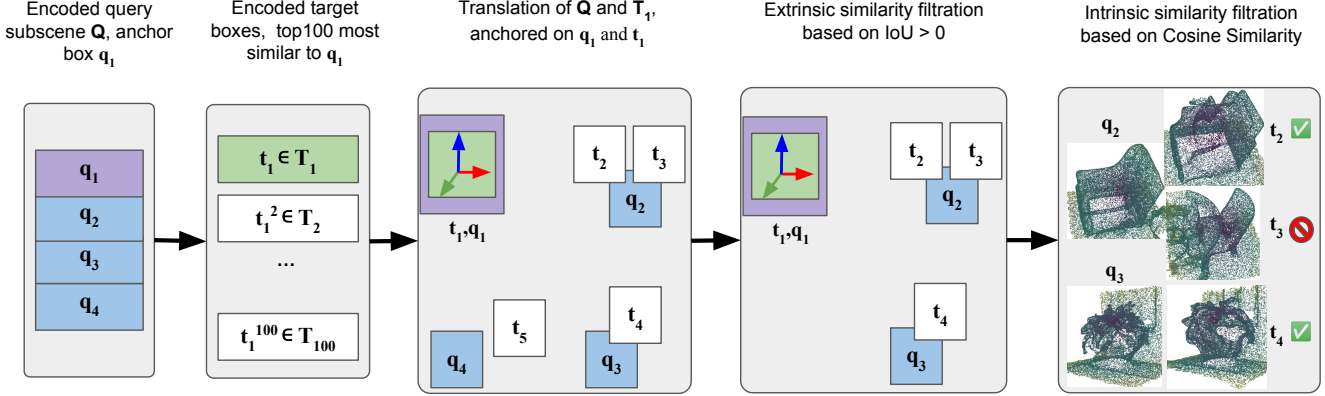 Encoded query
subscene Q, anchor
box q₁
Encoded target
boxes, top100 most
similar to q₁
Translation of Q and T₁,
anchored on q₁ and t₁
Extrinsic similarity filtration
based on IoU > 0
Intrinsic similarity filtration
based on Cosine Similarity
q₁
q₂
q₃
q₄
t₁ ∈ T₁
t₁² ∈ T₂
...
t₁¹⁰⁰ ∈ T₁₀₀
t₂
t₃
q₂
t₁,q₁
t₄
t₅
q₄
q₃
t₂
t₃
q₂
t₁,q₁
t₄
q₃
q₂
t₂
t₃
q₃
t₄